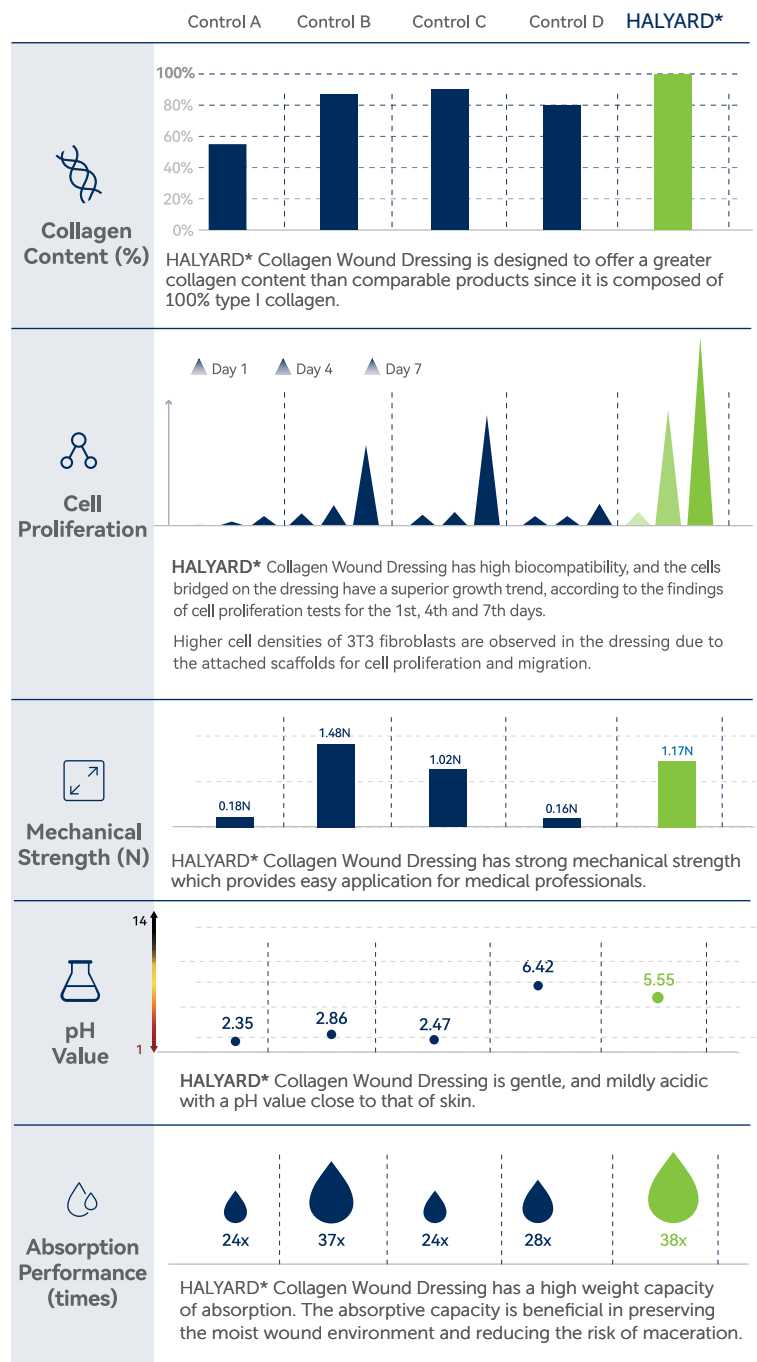 Control A Control B Control C Control D HALYARD*
100%
80%
60%
40%
20%
0%
Collagen
Content (%)
HALYARD* Collagen Wound Dressing is designed to offer a greater
collagen content than comparable products since it is composed of
100% type I collagen.
Day 1 Day 4 Day 7
Cell
Proliferation
HALYARD* Collagen Wound Dressing has high biocompatibility, and the cells
bridged on the dressing have a superior growth trend, according to the findings
of cell proliferation tests for the 1st, 4th and 7th days.
Higher cell densities of 3T3 fibroblasts are observed in the dressing due to
the attached scaffolds for cell proliferation and migration.
0.18N 1.48N 1.02N 0.16N 1.17N
Mechanical
Strength (N)
HALYARD* Collagen Wound Dressing has strong mechanical strength
which provides easy application for medical professionals.
14
1
pH
Value
2.35 2.86 2.47 6.42 5.55
HALYARD* Collagen Wound Dressing is gentle, and mildly acidic
with a pH value close to that of skin.
24x 37x 24x 28x 38x
Absorption
Performance
(times)
HALYARD* Collagen Wound Dressing has a high weight capacity
of absorption. The absorptive capacity is beneficial in preserving
the moist wound environment and reducing the risk of maceration.